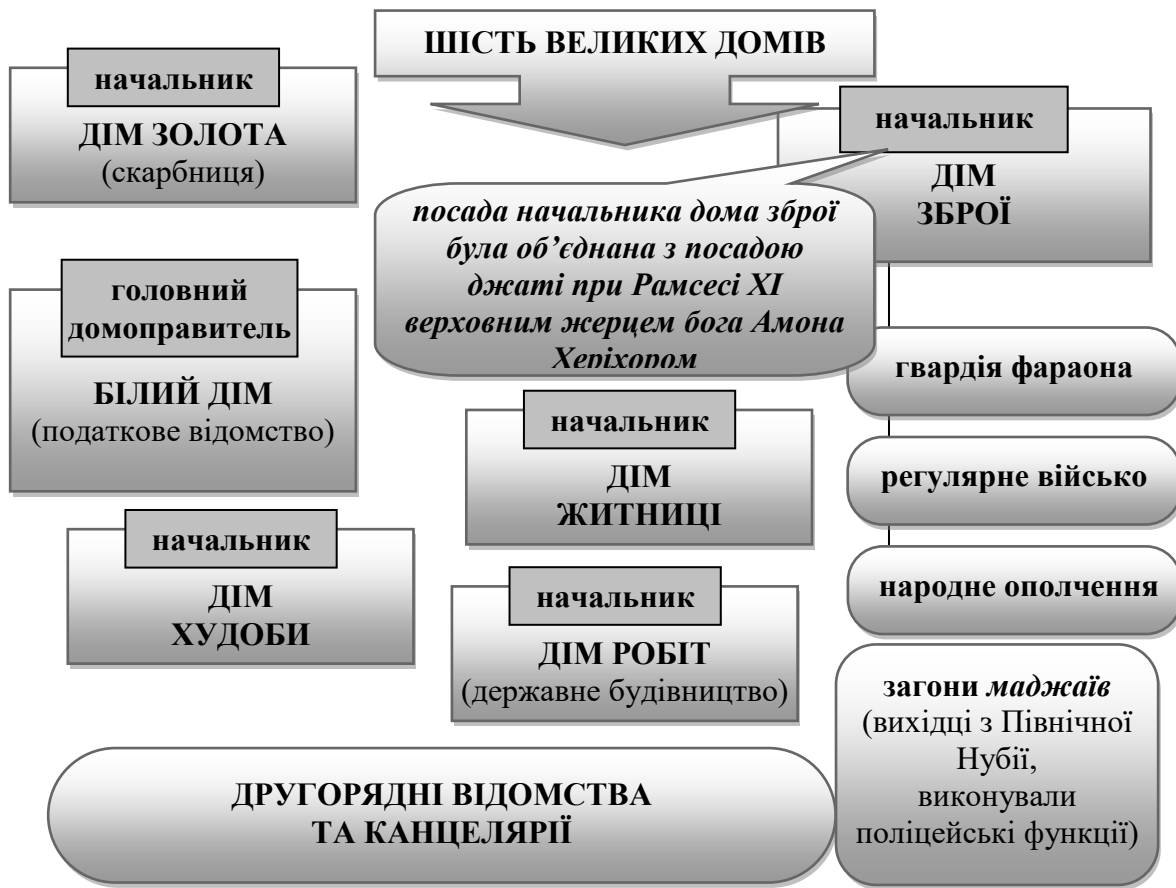 ШІСТЬ ВЕЛИКИХ ДОМІВ
начальник
ДІМ ЗОЛОТА
(скарбниця)
начальник
ДІМ
ЗБРОЇ
посада начальника дома зброї
була об’єднана з посадою
джаті при Рамсесі XI
верховним жерцем бога Амона
Херіхором
головний
домоправитель
БІЛИЙ ДІМ
(податкове відомство)
гвардія фараона
начальник
ДІМ
ЖИТНИЦІ
регулярне військо
начальник
ДІМ
ХУДОБИ
народне ополчення
начальник
ДІМ РОБІТ
(державне будівництво)
загони маджаїв
(вихідці з Північної
Нубії,
виконували
поліцейські функції)
ДРУГОРЯДНІ ВІДОМСТВА
ТА КАНЦЕЛЯРІЇ